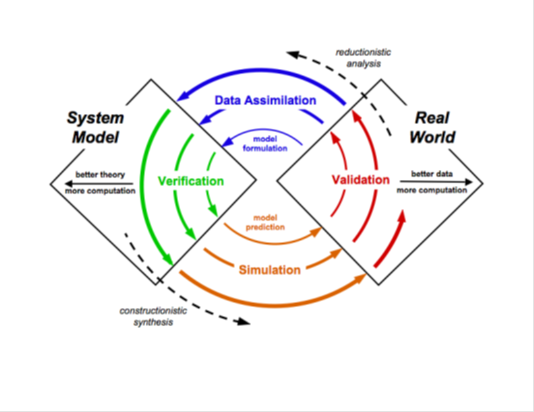 reductionistic
analysis
System
Model
Data Assimilation
Real
World
model
formulation
better theory
more computation
Verification
Validation
better data
more computation
model
prediction
Simulation
constructionistic
synthesis